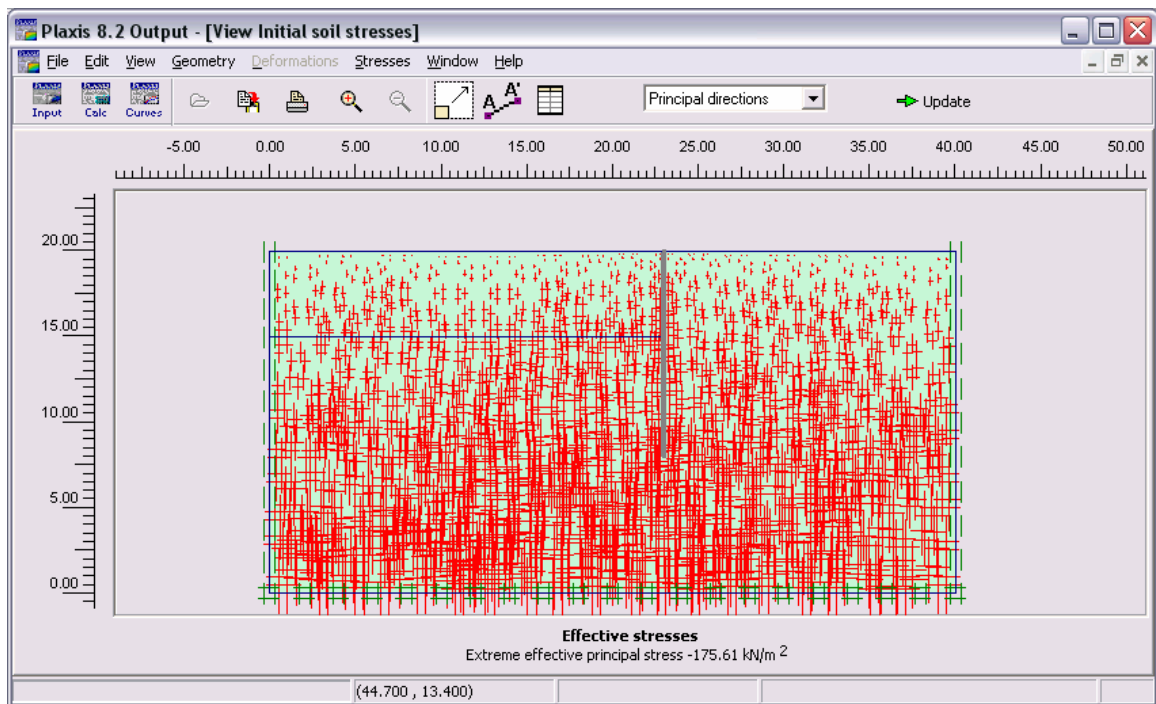 Plaxis 8.2 Output - [View Initial soil stresses]
File Edit View Geometry Deformations Stresses Window Help
Input Calc Curves A A' Principal directions Update
-5.00 0.00 5.00 10.00 15.00 20.00 25.00 30.00 35.00 40.00 45.00 50.00
20.00
15.00
10.00
5.00
0.00
Effective stresses
Extreme effective principal stress -175.61 kN/m 2
(44.700 , 13.400)